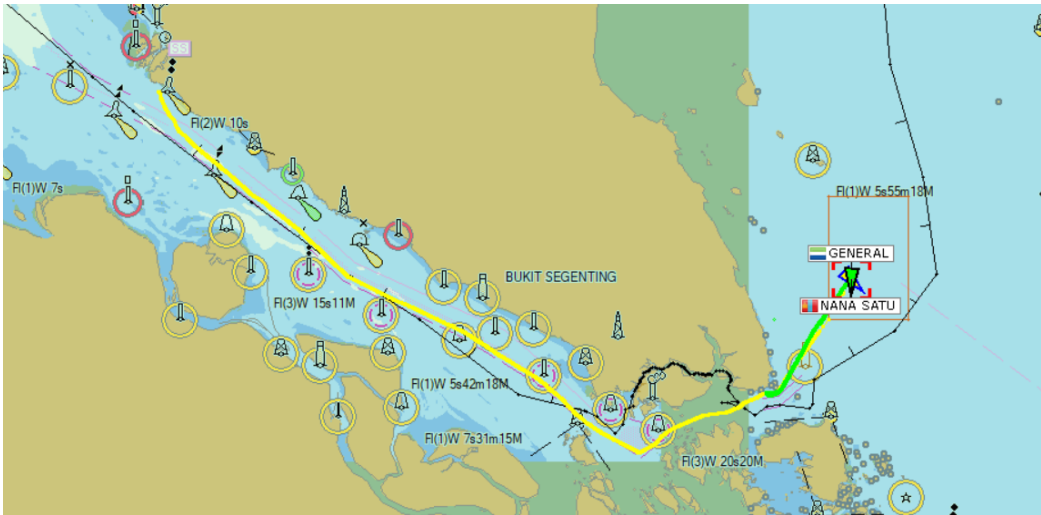 SS
Fl(2)W 10s
Fl(1)W 7s
Fl(1)W 5s55m18M
GENERAL
BUKIT SEGENTING
Fl(3)W 15s11M
NANA SATU
Fl(1)W 5s42m18M
Fl(1)W 7s31m15M
Fl(3)W 20s20M